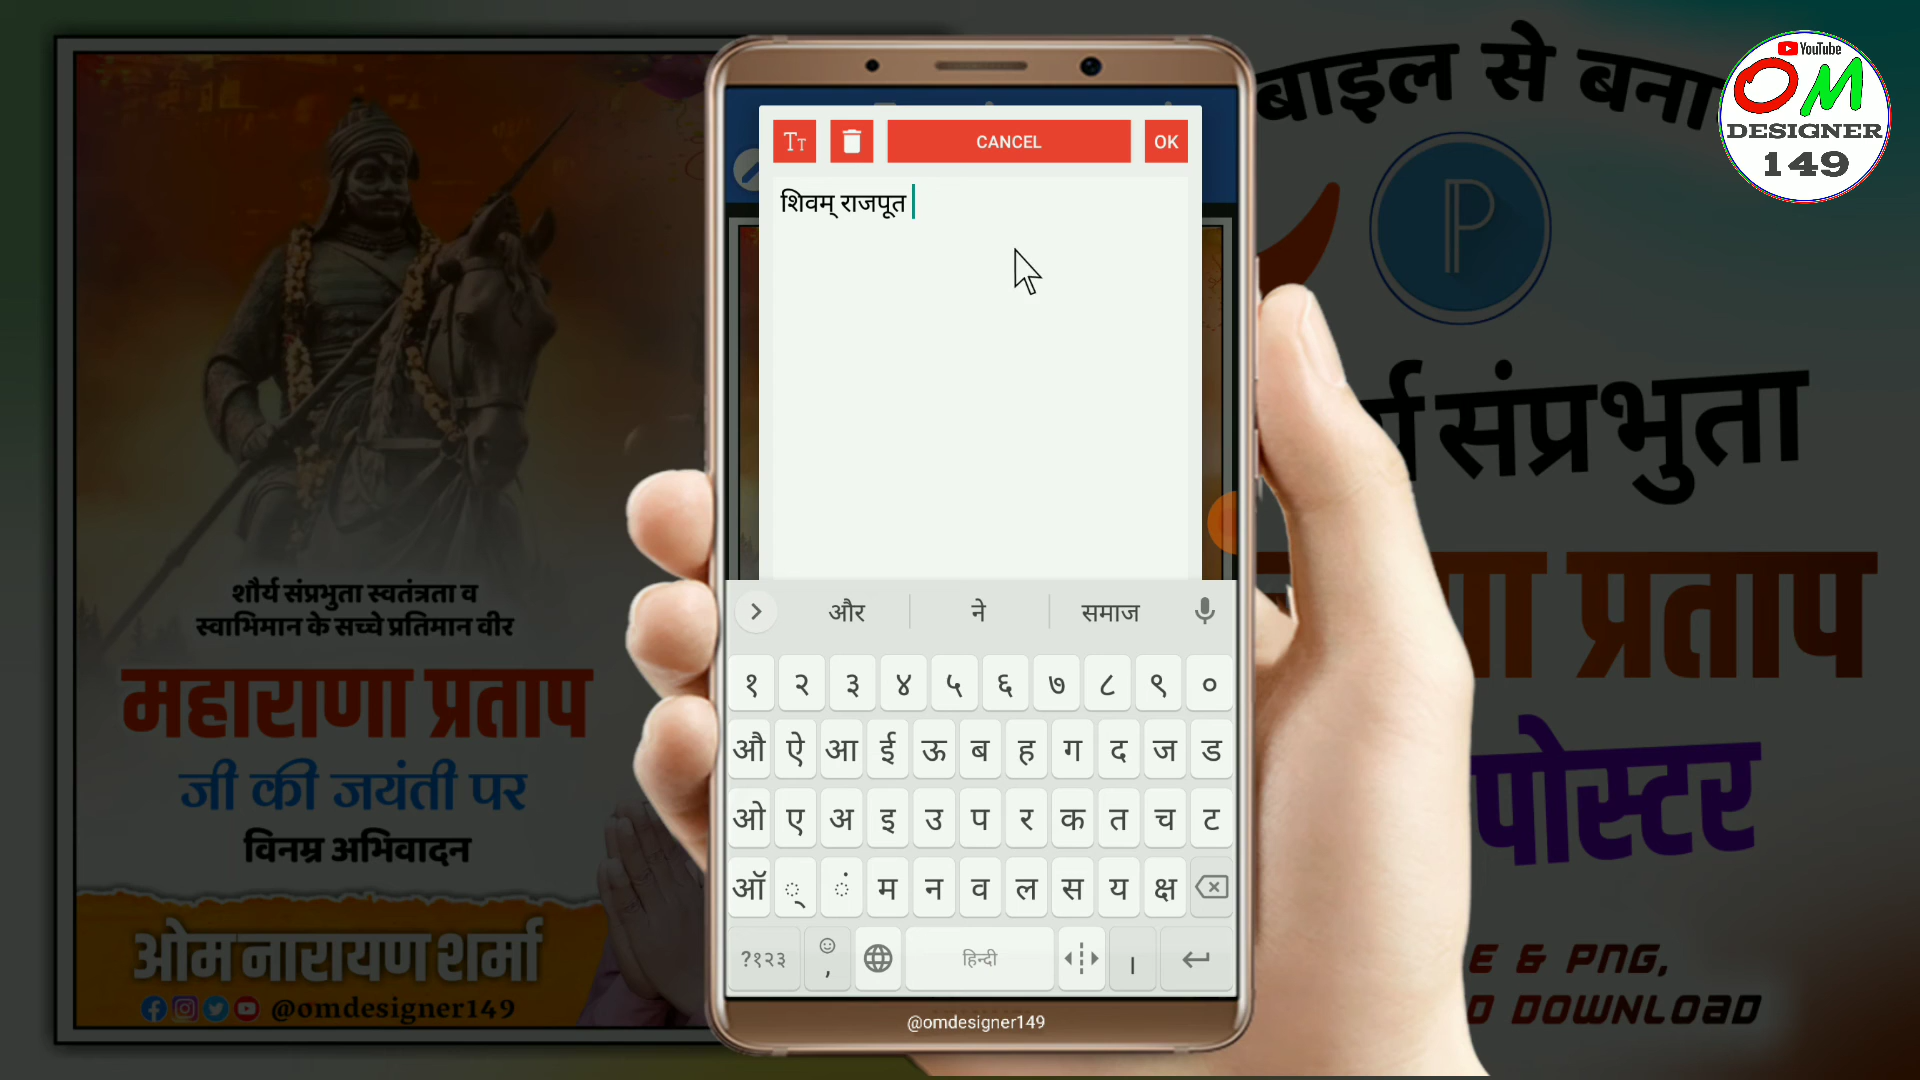 शौर्य संप्रभुता स्वतंत्रता व
स्वाभिमान के सच्चे प्रतिमान वीर
महाराणा प्रताप
जी की जयंती पर
विनम्र अभिवादन
ओम नारायण शर्मा
@omdesigner149
TT
CANCEL
OK
शिवम् राजपूत
और ने समाज
१ २ ३ ४ ५ ६ ७ ८ ९ ०
औ ऐ आ ई ऊ ब ह ग द ज ड
ओ ए अ इ उ प र क त च ट
ऑ ् ं म न व ल स य क्ष
?१२३ , हिन्दी ।
@omdesigner149
से बना
संप्रभुता
प्रताप
पोस्टर
& PNG,
DOWNLOAD
YouTube
OM
DESIGNER
149